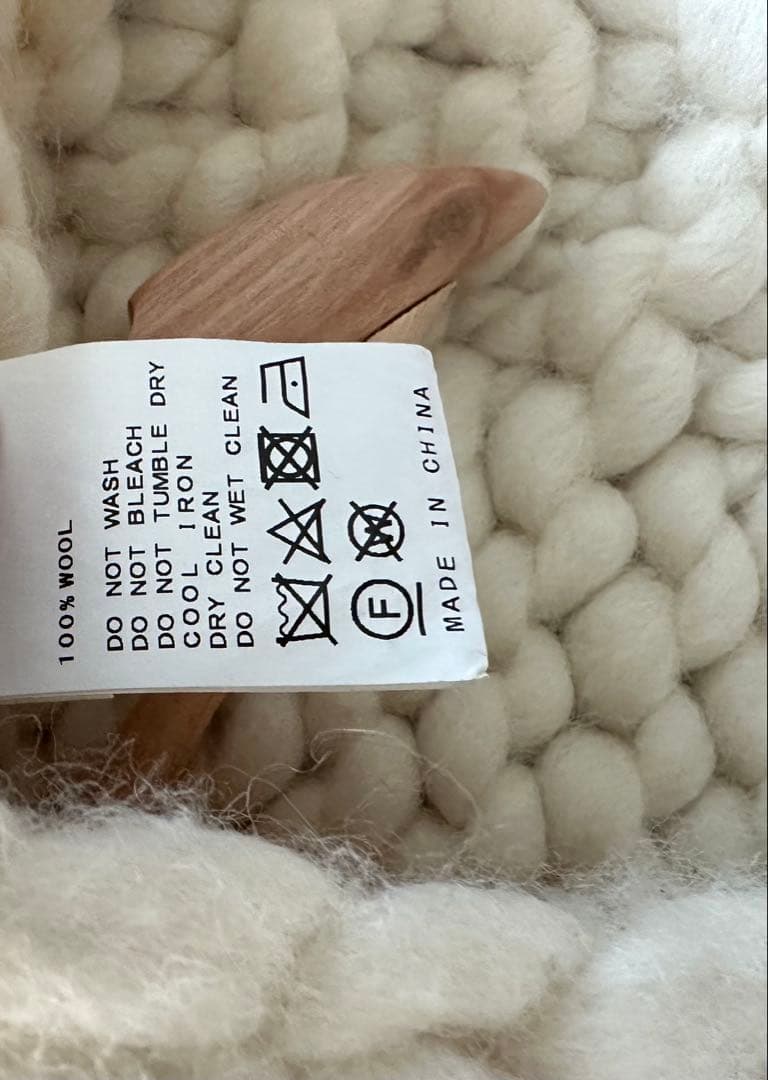 100% WOOL
DO NOT WASH
DO NOT BLEACH
DO NOT TUMBLE DRY
COOL IRON
DRY CLEAN
DO NOT WET CLEAN
F W
MADE IN CHINA